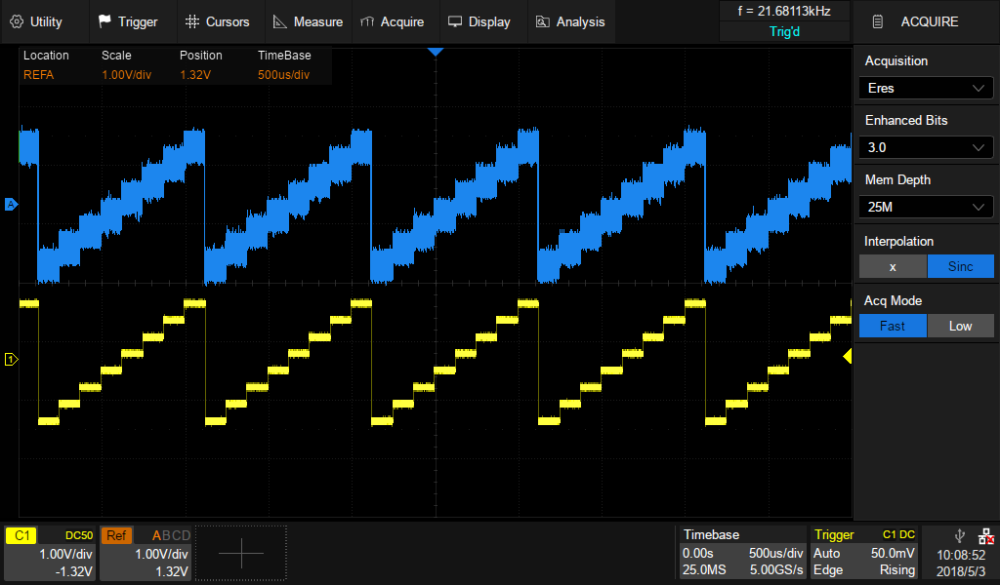 Utility Trigger Cursors Measure Acquire Display Analysis
f = 21.68113kHz
Trig'd
ACQUIRE
Location Scale Position TimeBase
REFA 1.00V/div 1.32V 500us/div
A
1
Acquisition
Eres
Enhanced Bits
3.0
Mem Depth
25M
Interpolation
x Sinc
Acq Mode
Fast Low
C1 DC50
1.00V/div
-1.32V
Ref ABCD
1.00V/div
1.32V
Timebase
0.00s 500us/div
25.0MS 5.00GS/s
Trigger C1 DC
Auto 50.0mV
Edge Rising
10:08:52
2018/5/3